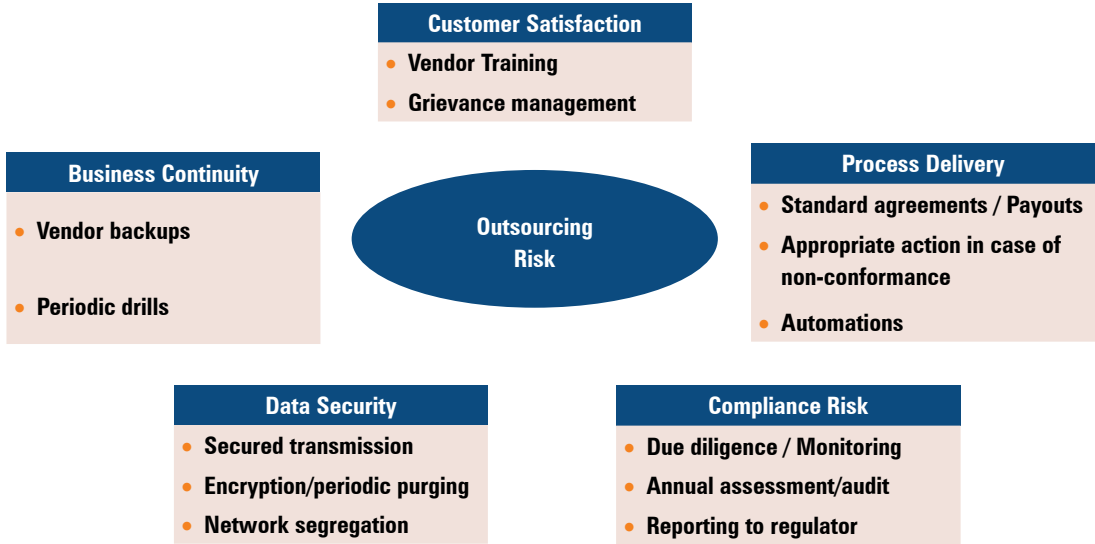 Customer Satisfaction
• Vendor Training
• Grievance management
Business Continuity
• Vendor backups
• Periodic drills
Outsourcing
Risk
Process Delivery
• Standard agreements / Payouts
• Appropriate action in case of
non-conformance
• Automations
Data Security
• Secured transmission
• Encryption/periodic purging
• Network segregation
Compliance Risk
• Due diligence / Monitoring
• Annual assessment/audit
• Reporting to regulator